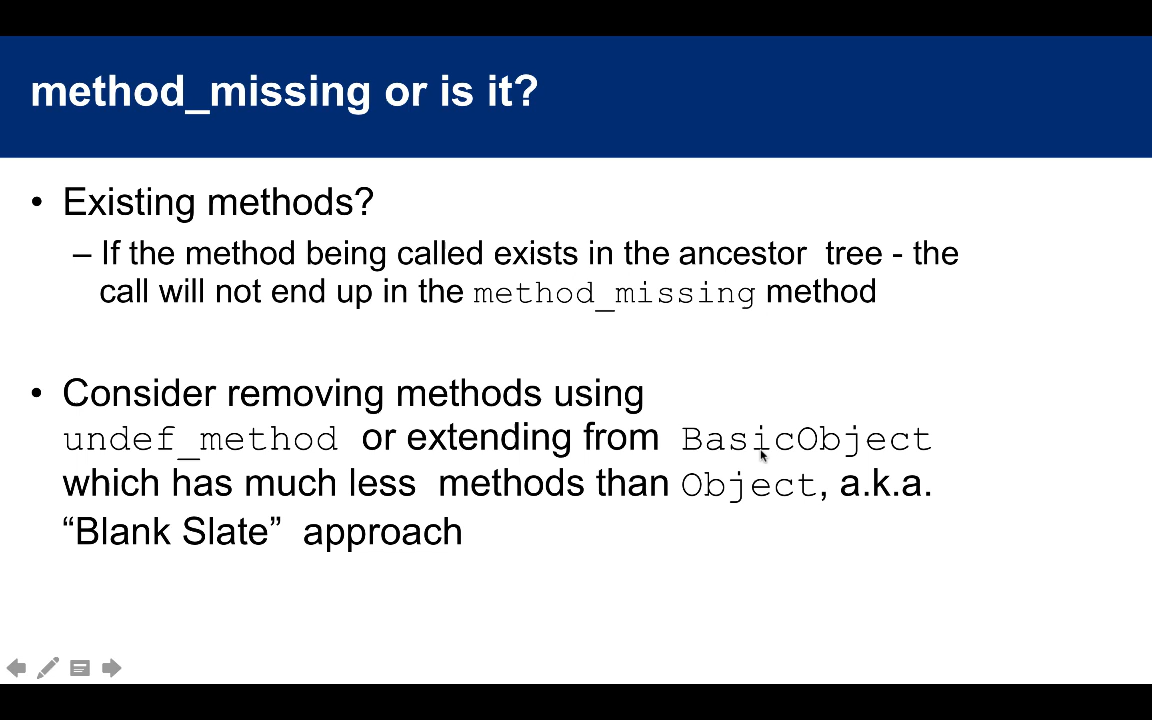 method_missing or is it?
• Existing methods?
– If the method being called exists in the ancestor tree - the
call will not end up in the method_missing method
• Consider removing methods using
undef_method or extending from BasicObject
which has much less methods than Object, a.k.a.
“Blank Slate” approach